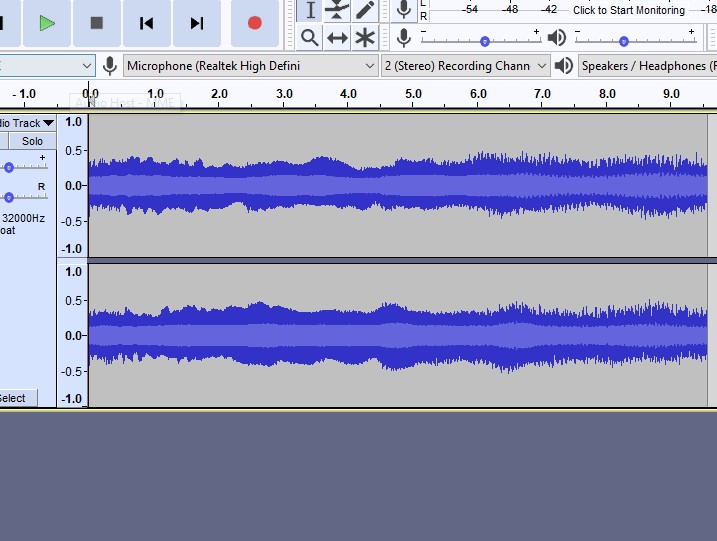 L
R
-54 -48 -42 Click to Start Monitoring -18
- +
- +
Microphone (Realtek High Defini
2 (Stereo) Recording Chann
Speakers / Headphones (R
Audio Host - MME
- 1.0 0.0 1.0 2.0 3.0 4.0 5.0 6.0 7.0 8.0 9.0
dio Track
Solo
+
R
32000Hz
oat
Select
1.0
0.5-
0.0-
-0.5-
-1.0
1.0
0.5-
0.0-
-0.5-
-1.0